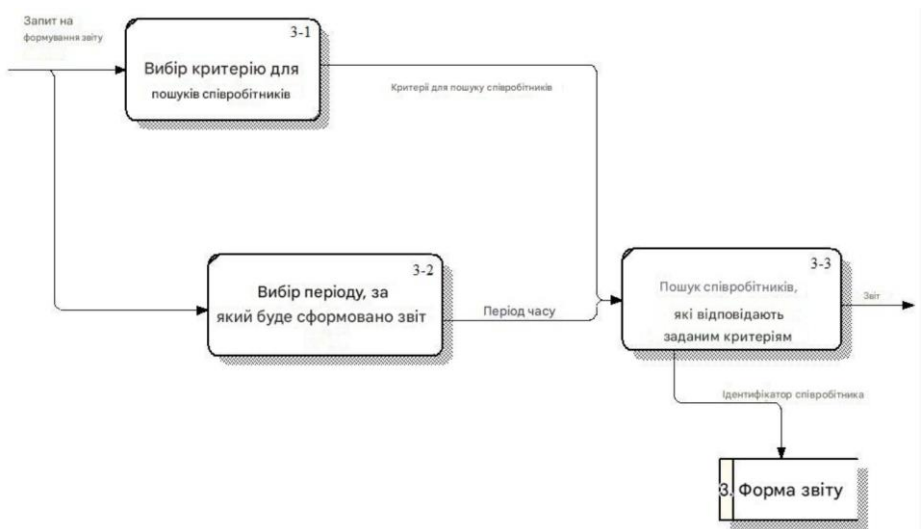 Запит на
формування звіту
3-1
Вибір критерію для
пошуків співробітників
Критерії для пошуку співробітників
3-2
Вибір періоду, за
який буде сформовано звіт
Період часу
3-3
Пошук співробітників,
які відповідають
заданим критеріям
Звіт
Ідентифікатор співробітника
3. Форма звіту